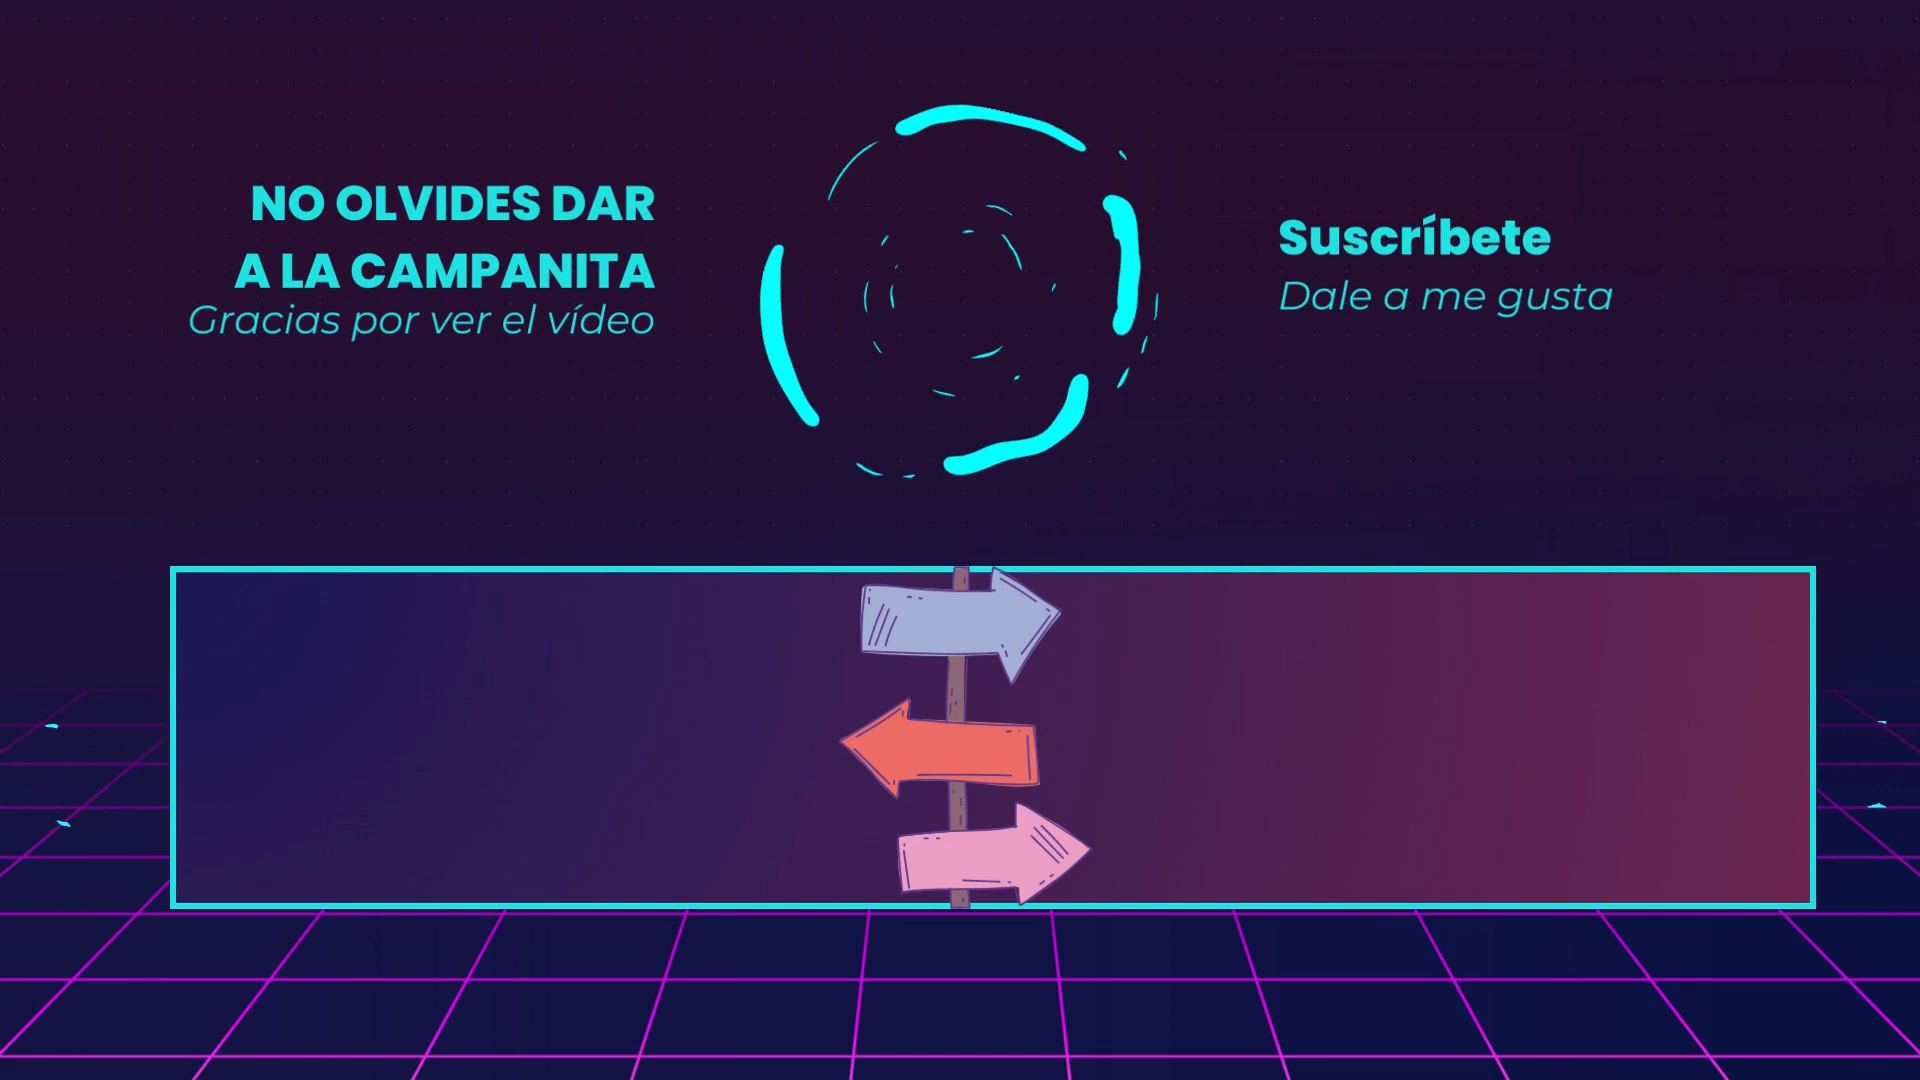 NO OLVIDES DAR
A LA CAMPANITA
Gracias por ver el vídeo
Suscríbete
Dale a me gusta